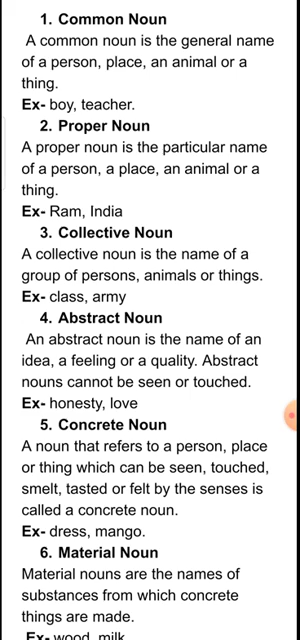 1. Common Noun
A common noun is the general name
of a person, place, an animal or a
thing.
Ex- boy, teacher.
2. Proper Noun
A proper noun is the particular name
of a person, a place, an animal or a
thing.
Ex- Ram, India
3. Collective Noun
A collective noun is the name of a
group of persons, animals or things.
Ex- class, army
4. Abstract Noun
An abstract noun is the name of an
idea, a feeling or a quality. Abstract
nouns cannot be seen or touched.
Ex- honesty, love
5. Concrete Noun
A noun that refers to a person, place
or thing which can be seen, touched,
smelt, tasted or felt by the senses is
called a concrete noun.
Ex- dress, mango.
6. Material Noun
Material nouns are the names of
substances from which concrete
things are made.
Ex- wood, milk